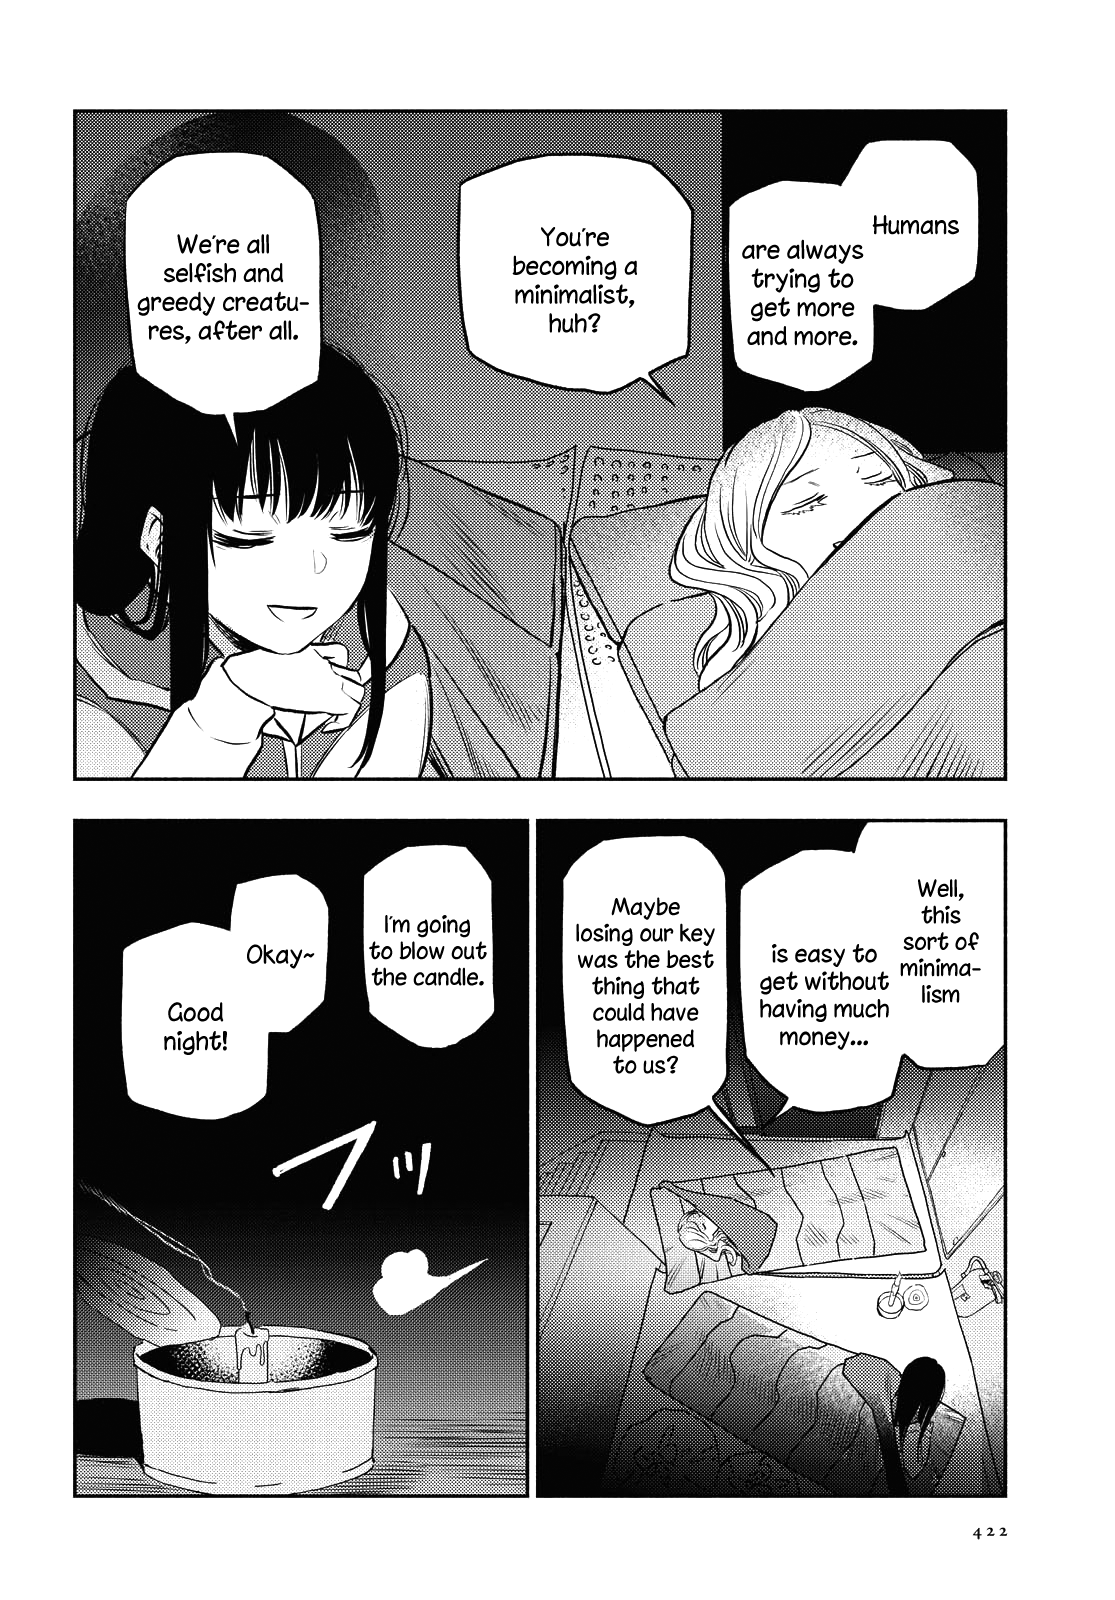 Humans
are always
trying to
get more
and more.
You're
becoming a
minimalist,
huh?
We're all
selfish and
greedy creatu-
res, after all.
Well,
this
sort of
minima-
lism
is easy to
get without
having much
money...
Maybe
losing our key
was the best
thing that
could have
happened
to us?
I'm going
to blow out
the candle.
Okay~
Good
night!
フッ
422